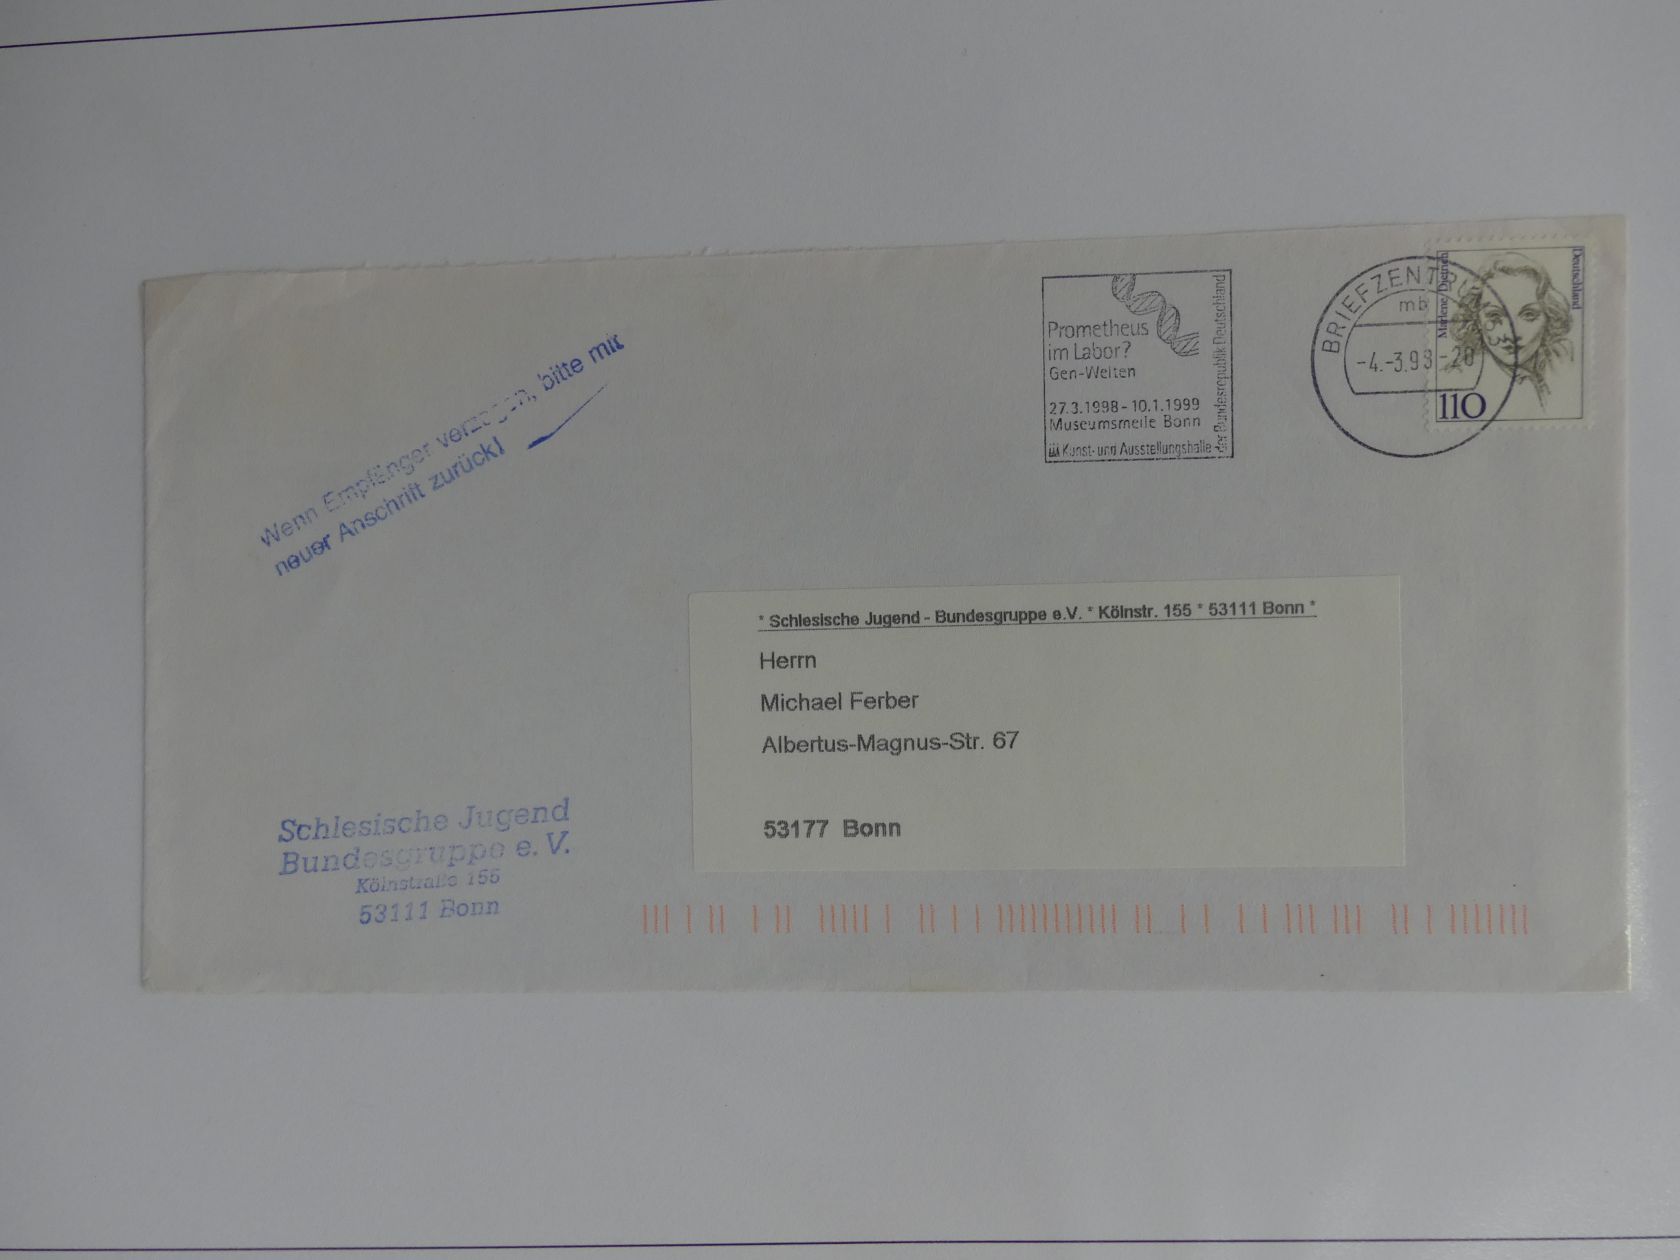 Prometheus
im Labor?
Gen-Welten
27.3.1998 - 10.1.1999
Museumsmeile Bonn
Kunst- und Ausstellungshalle
der Bundesrepublik Deutschland
BRIEFZENTRUM 53
mb
-4.-3.98-20
Marlene Dietrich
Deutschland
110
Wenn Empfänger verzogen, bitte mit
neuer Anschrift zurück!
* Schlesische Jugend - Bundesgruppe e.V. * Kölnstr. 155 * 53111 Bonn *
Herrn
Michael Ferber
Albertus-Magnus-Str. 67
53177 Bonn
Schlesische Jugend
Bundesgruppe e. V.
Kölnstraße 155
53111 Bonn